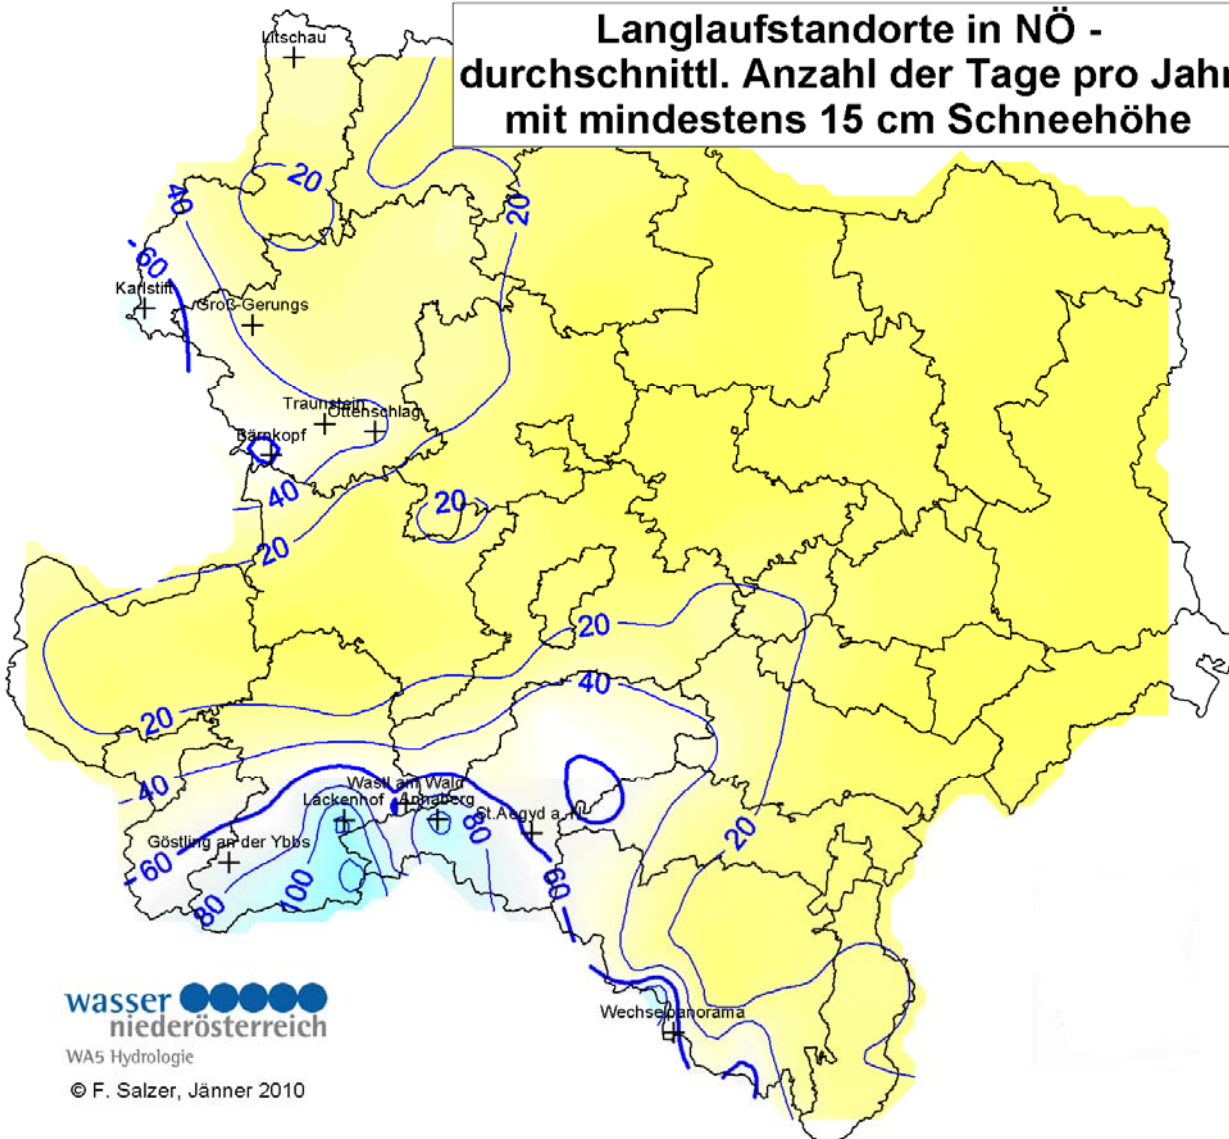 Langlaufstandorte in NÖ -
durchschnittl. Anzahl der Tage pro Jahr
mit mindestens 15 cm Schneehöhe
Litschau
20
40
20
60
Karlstift
Groß-Gerungs
Traunstein
Ottenschlag
Bärnkopf
40
20
20
20
40
20
40
Wastl am Wald
Lackenhof
Annaberg
St.Aegyd a. N
80
20
Göstling an der Ybbs
60
100
60
80
Wechselpanorama
wasser
niederösterreich
WA5 Hydrologie
© F. Salzer, Jänner 2010